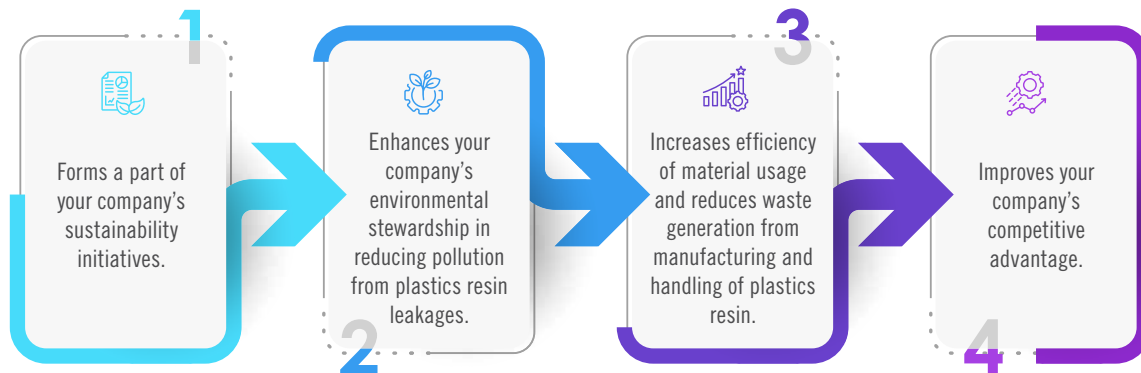 1
Forms a part of
your company's
sustainability
initiatives.
Enhances your
company's
environmental
stewardship in
reducing pollution
from plastics resin
leakages.
2
3
Increases efficiency
of material usage
and reduces waste
generation from
manufacturing and
handling of plastics
resin.
Improves your
company's
competitive
advantage.
4